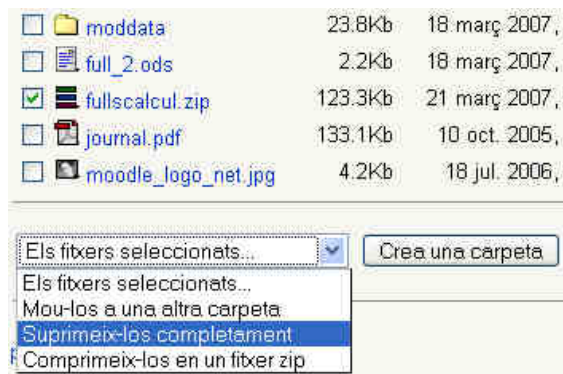 moddata 23.8Kb 18 març 2007,
full_2.ods 2.2Kb 18 març 2007,
fullscalcul.zip 123.3Kb 21 març 2007,
journal.pdf 133.1Kb 10 oct. 2005,
moodle_logo_net.jpg 4.2Kb 18 jul. 2006,
Els fitxers seleccionats... Crea una carpeta
Els fitxers seleccionats...
Mou-los a una altra carpeta
Suprimeix-los completament
Comprimeix-los en un fitxer zip